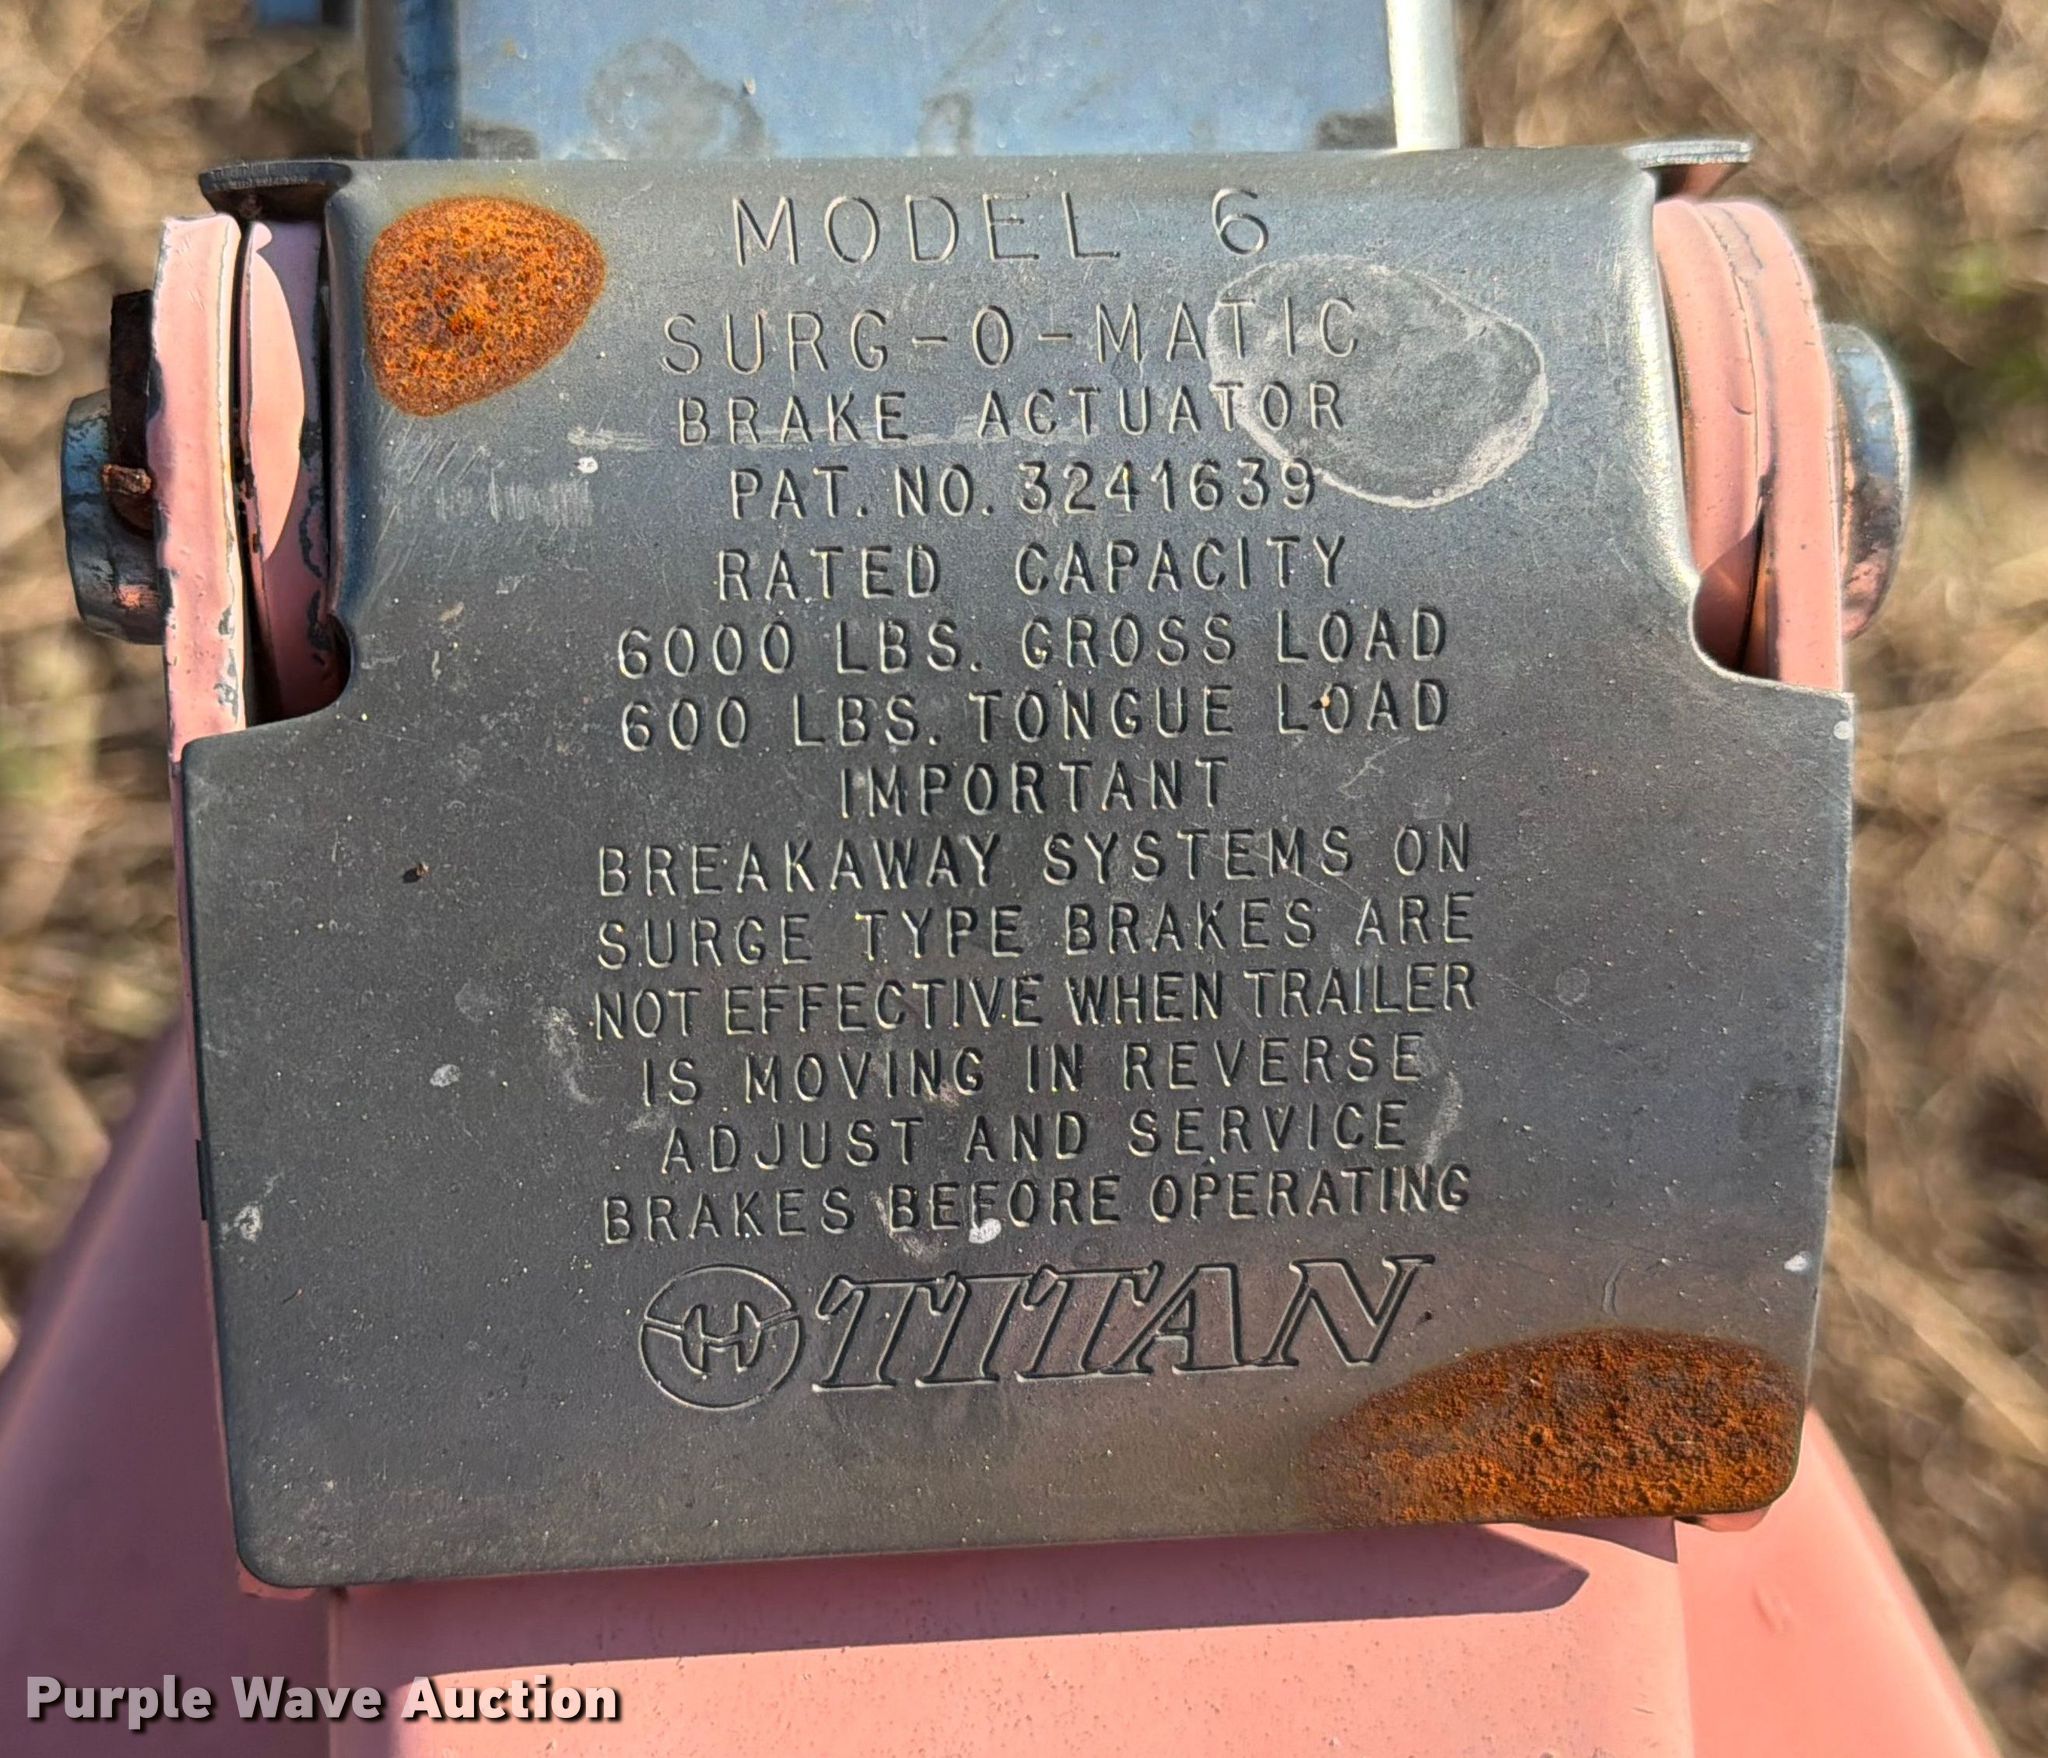 MODEL 6
SURG-O-MATIC
BRAKE ACTUATOR
PAT. NO. 3241639
RATED CAPACITY
6000 LBS. GROSS LOAD
600 LBS. TONGUE LOAD
IMPORTANT
BREAKAWAY SYSTEMS ON
SURGE TYPE BRAKES ARE
NOT EFFECTIVE WHEN TRAILER
IS MOVING IN REVERSE
ADJUST AND SERVICE
BRAKES BEFORE OPERATING
H TITAN
Purple Wave Auction